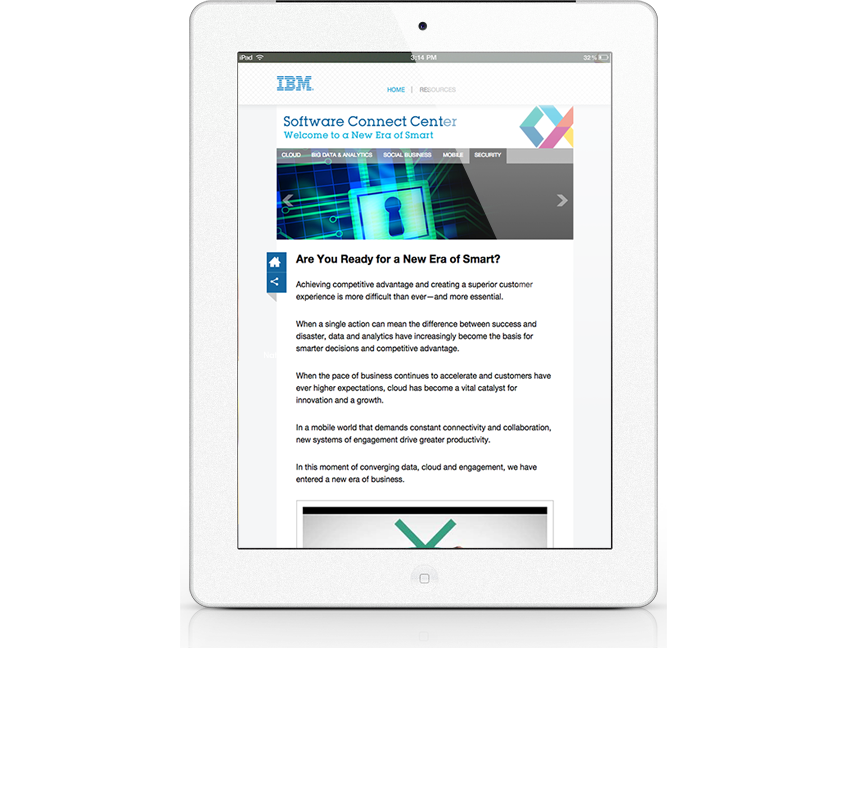 iPad 3:14 PM 32%
IBM
HOME | RESOURCES
Software Connect Center
Welcome to a New Era of Smart
CLOUD BIG DATA & ANALYTICS SOCIAL BUSINESS MOBILE SECURITY
Are You Ready for a New Era of Smart?
Achieving competitive advantage and creating a superior customer
experience is more difficult than ever—and more essential.
When a single action can mean the difference between success and
disaster, data and analytics have increasingly become the basis for
smarter decisions and competitive advantage.
When the pace of business continues to accelerate and customers have
ever higher expectations, cloud has become a vital catalyst for
innovation and a growth.
In a mobile world that demands constant connectivity and collaboration,
new systems of engagement drive greater productivity.
In this moment of converging data, cloud and engagement, we have
entered a new era of business.